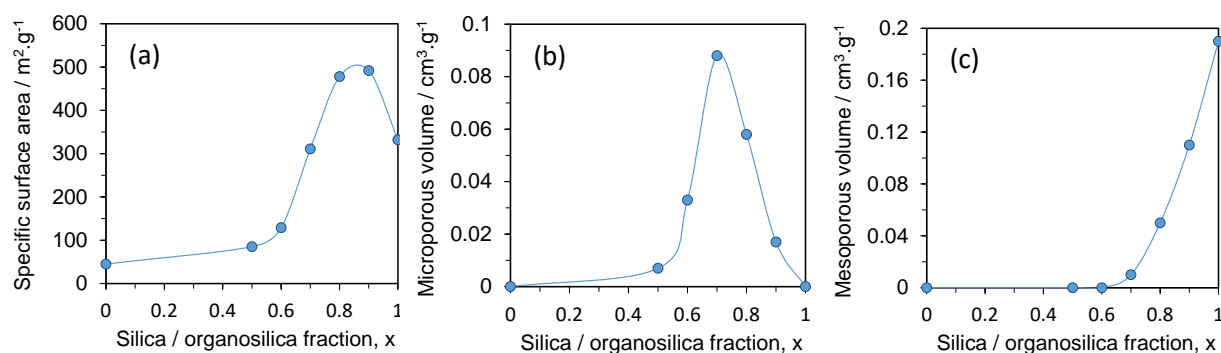 (a)
Specific surface area / m².g⁻¹
600
500
400
300
200
100
0
0 0.2 0.4 0.6 0.8 1
Silica / organosilica fraction, x
(b)
Microporous volume / cm³.g⁻¹
0.1
0.08
0.06
0.04
0.02
0
0 0.2 0.4 0.6 0.8 1
Silica / organosilica fraction, x
(c)
Mesoporous volume / cm³.g⁻¹
0.2
0.16
0.12
0.08
0.04
0
0 0.2 0.4 0.6 0.8 1
Silica / organosilica fraction, x